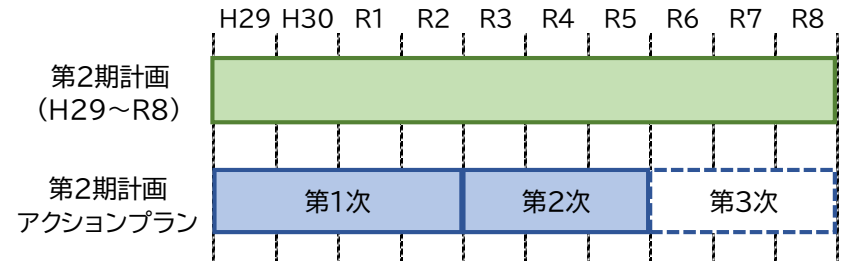 H29 H30 R1 R2 R3 R4 R5 R6 R7 R8
第2期計画
（H29～R8）
第2期計画
アクションプラン
第1次 第2次 第3次